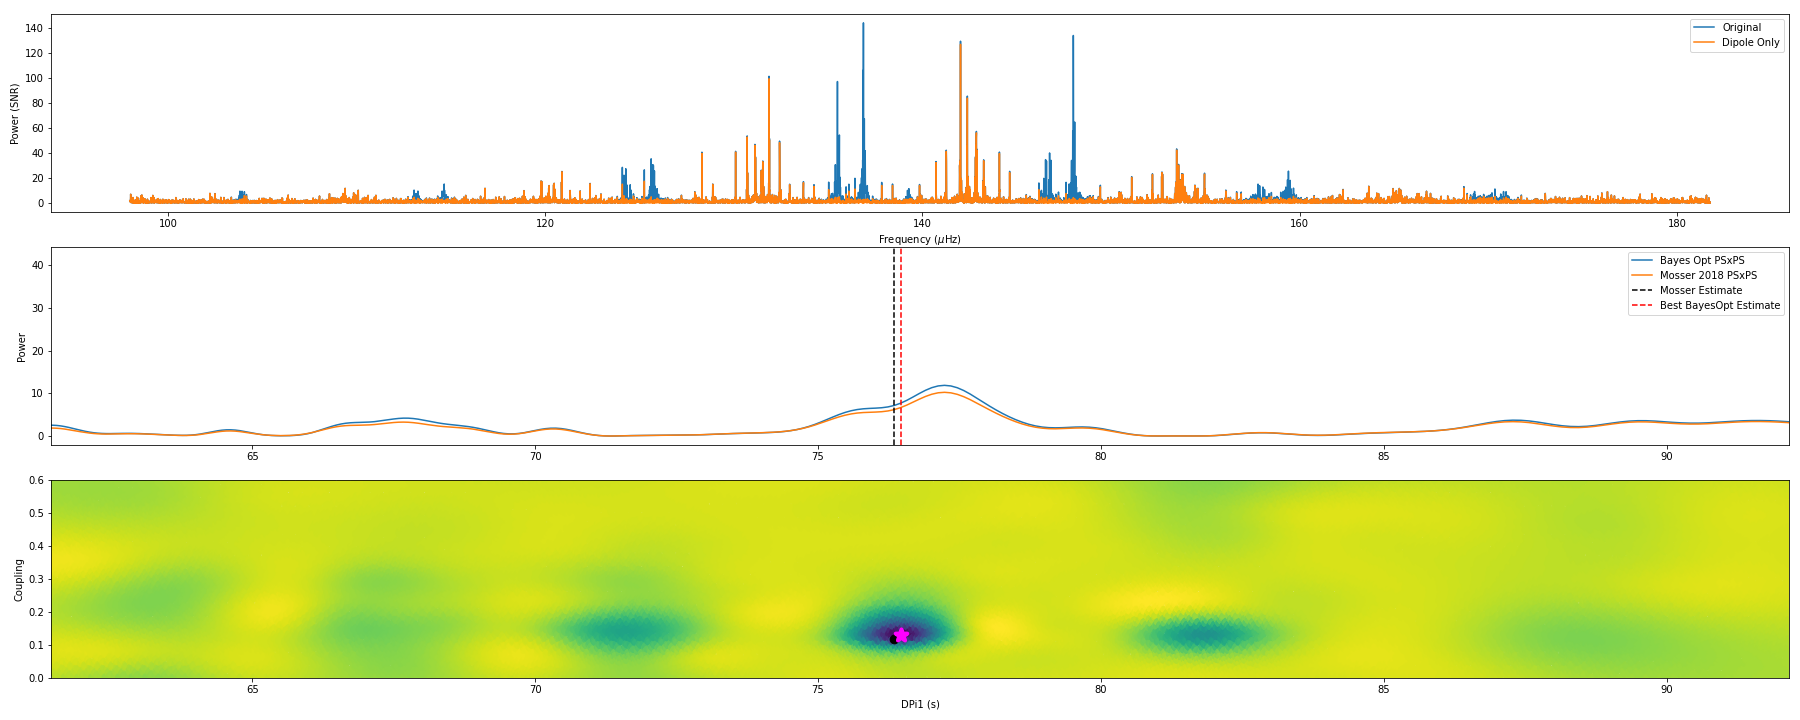 140
120
100
80
60
40
20
0
Power (SNR)
Original
Dipole Only
100 120 140 160 180
Frequency (μHz)
40
30
20
10
0
Power
Bayes Opt PSxPS
Mosser 2018 PSxPS
Mosser Estimate
Best BayesOpt Estimate
65 70 75 80 85 90
0.6
0.5
0.4
0.3
0.2
0.1
0.0
Coupling
65 70 75 80 85 90
DPi1 (s)